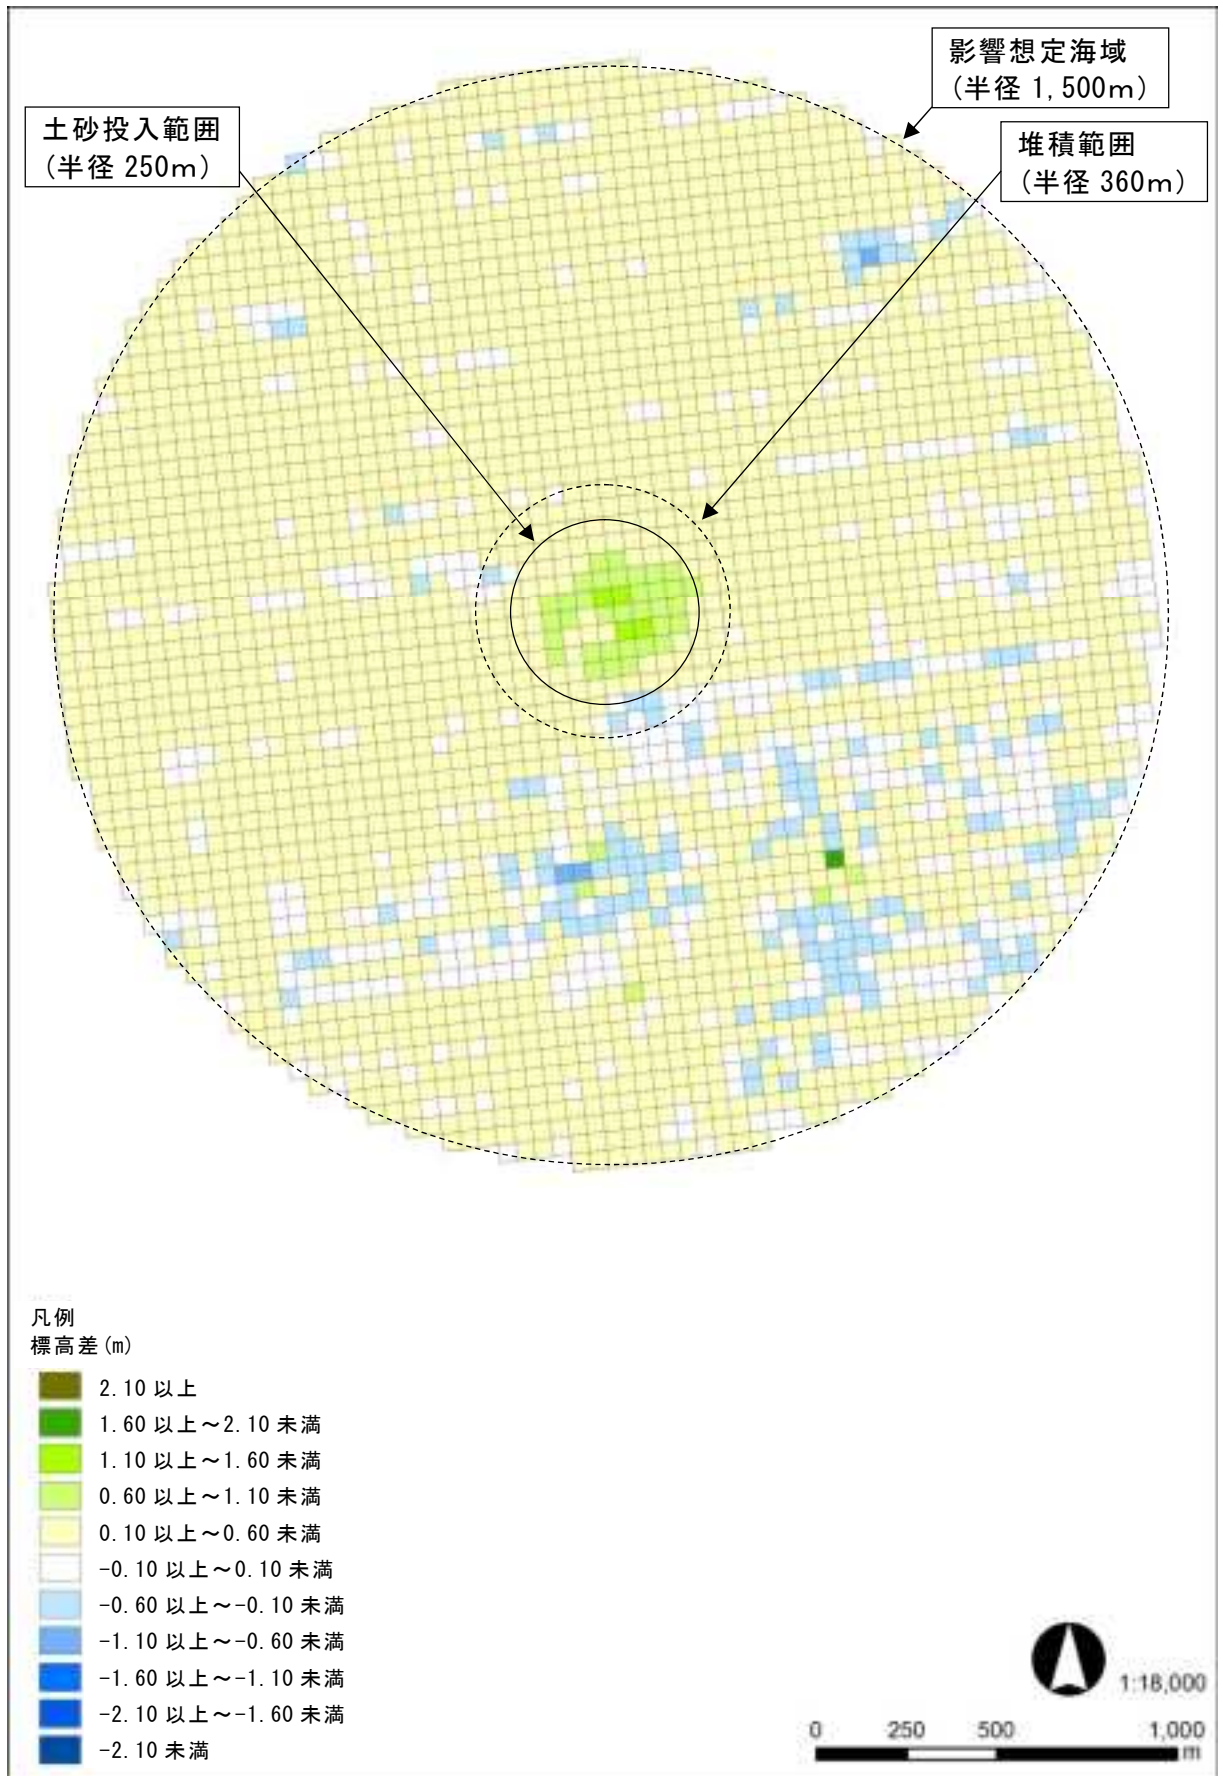 影響想定海域
(半径 1,500m)
土砂投入範囲
(半径 250m)
堆積範囲
(半径 360m)
凡例
標高差(m)
2.10 以上
1.60 以上～2.10 未満
1.10 以上～1.60 未満
0.60 以上～1.10 未満
0.10 以上～0.60 未満
-0.10 以上～0.10 未満
-0.60 以上～-0.10 未満
-1.10 以上～-0.60 未満
-1.60 以上～-1.10 未満
-2.10 以上～-1.60 未満
-2.10 未満
1:18,000
0 250 500 1,000
m